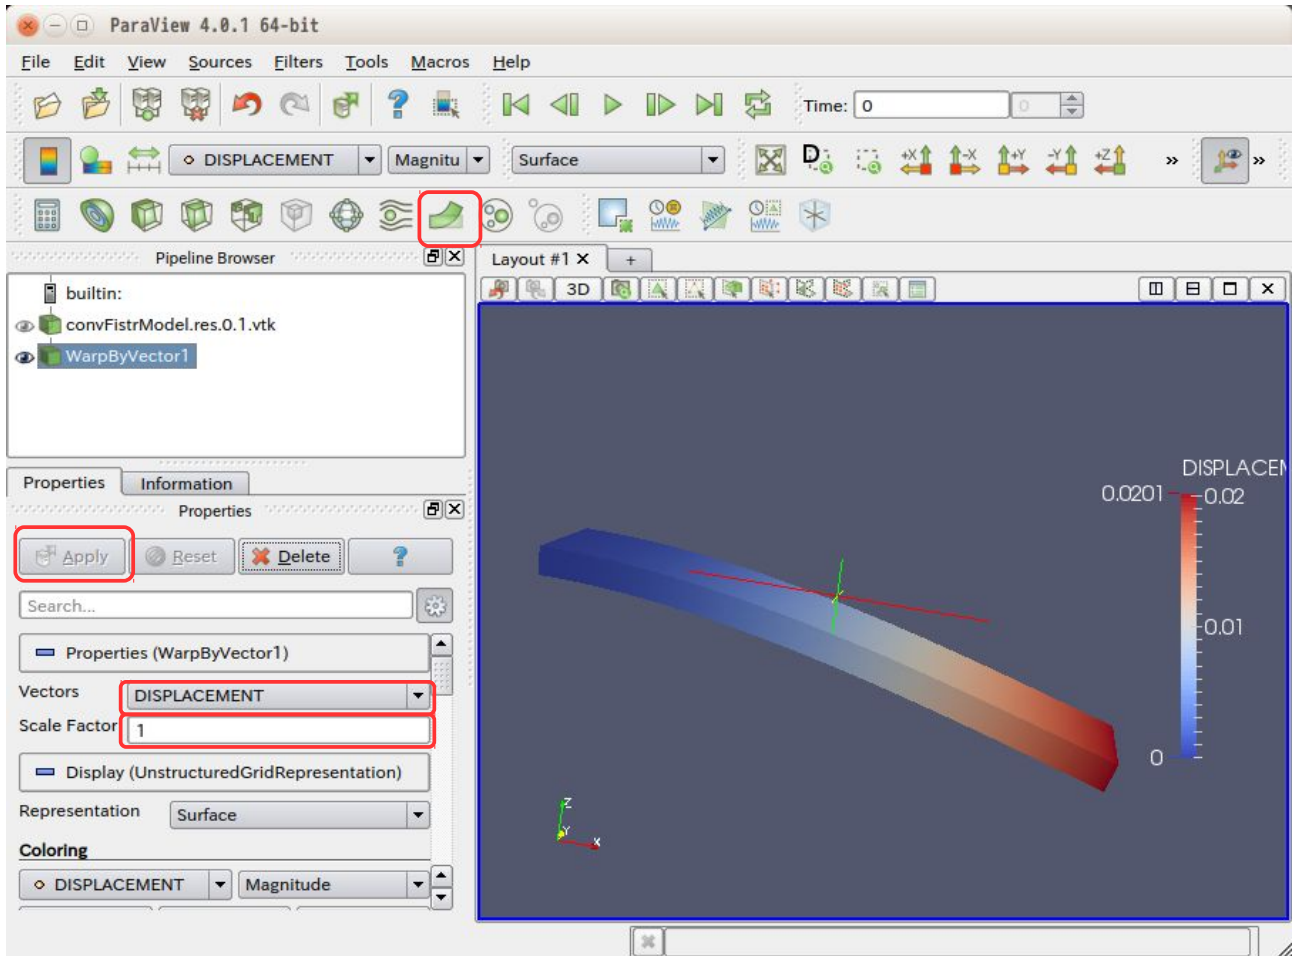 ParaView 4.0.1 64-bit
File Edit View Sources Filters Tools Macros Help
Time: 0 0
DISPLACEMENT Magnitu Surface +X -X +Y -Y +Z » »
Pipeline Browser
Layout #1 X +
builtin:
3D
convFistrModel.res.0.1.vtk
WarpByVector1
Properties Information
Properties
Apply Reset Delete ?
Search...
Properties (WarpByVector1)
Vectors DISPLACEMENT
Scale Factor 1
Display (UnstructuredGridRepresentation)
Representation Surface
Coloring
DISPLACEMENT Magnitude
DISPLACEM
0.0201 0.02
0.01
0
Z
Y
X